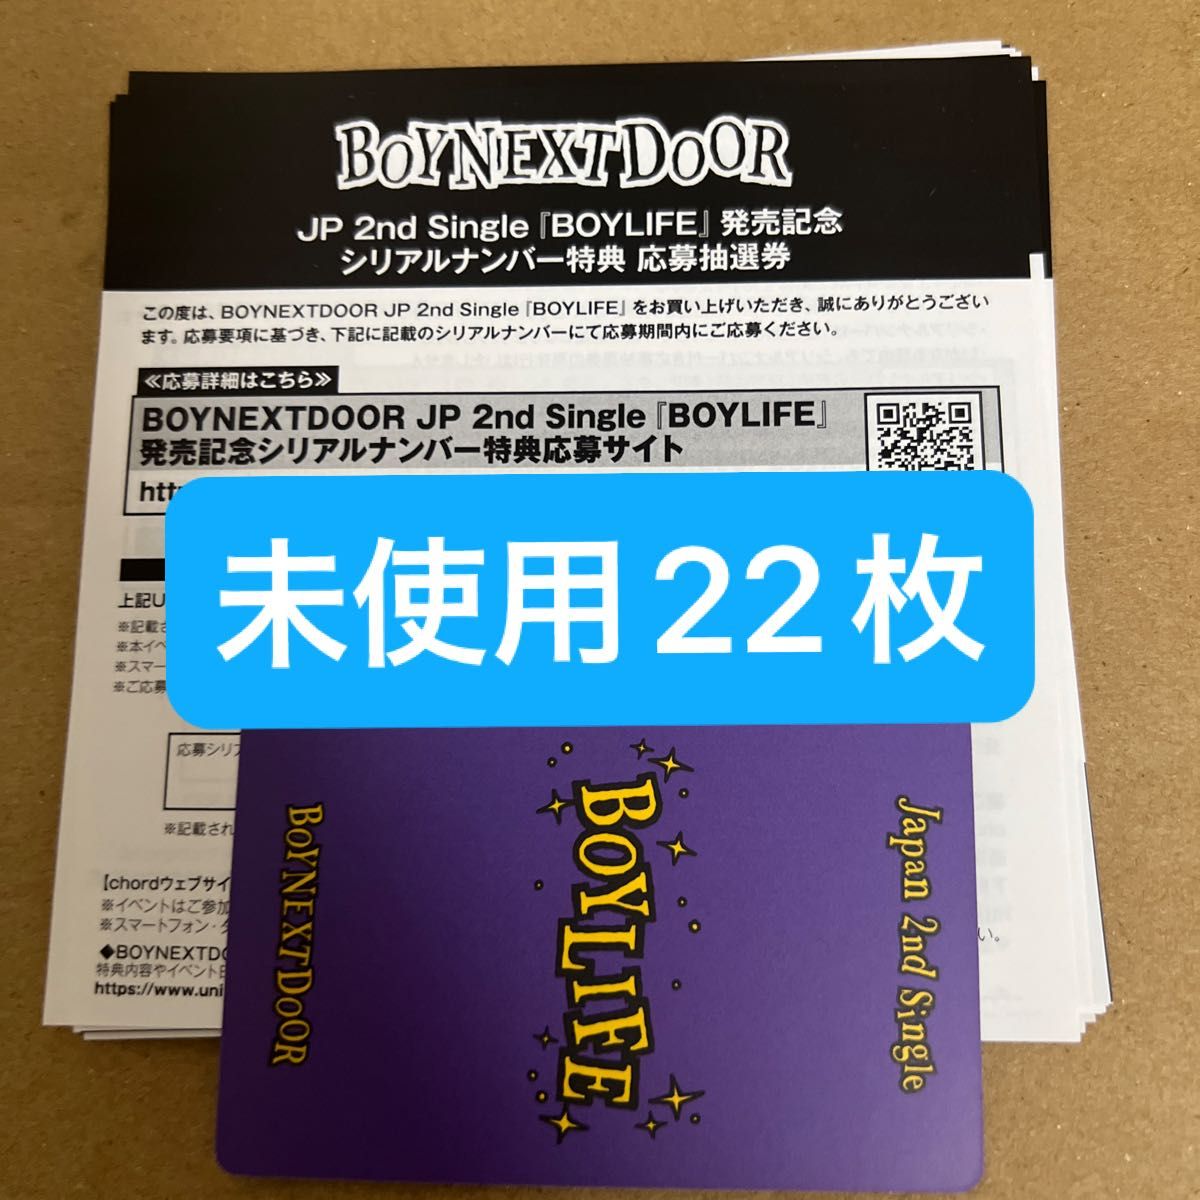 BOYNEXTDOOR
JP 2nd Single『BOYLIFE』発売記念
シリアルナンバー特典 応募抽選券
この度は、BOYNEXTDOOR JP 2nd Single『BOYLIFE』をお買い上げいただき、誠にありがとうござい
ます。応募要項に基づき、下記に記載のシリアルナンバーにて応募期間内にご応募ください。
≪応募詳細はこちら≫
BOYNEXTDOOR JP 2nd Single『BOYLIFE』
発売記念シリアルナンバー特典応募サイト
htt
未使用22枚
上記U
※記載さ
※本イベ
※スマー
※ご応募
応募シリア
※記載され
【chordウェブサイ
※イベントはご参加
※スマートフォン・タ
い。
◆BOYNEXTDO
特典内容やイベント日
https://www.uni
BOYNEXTDOOR
BOYLIFE
Japan 2nd Single